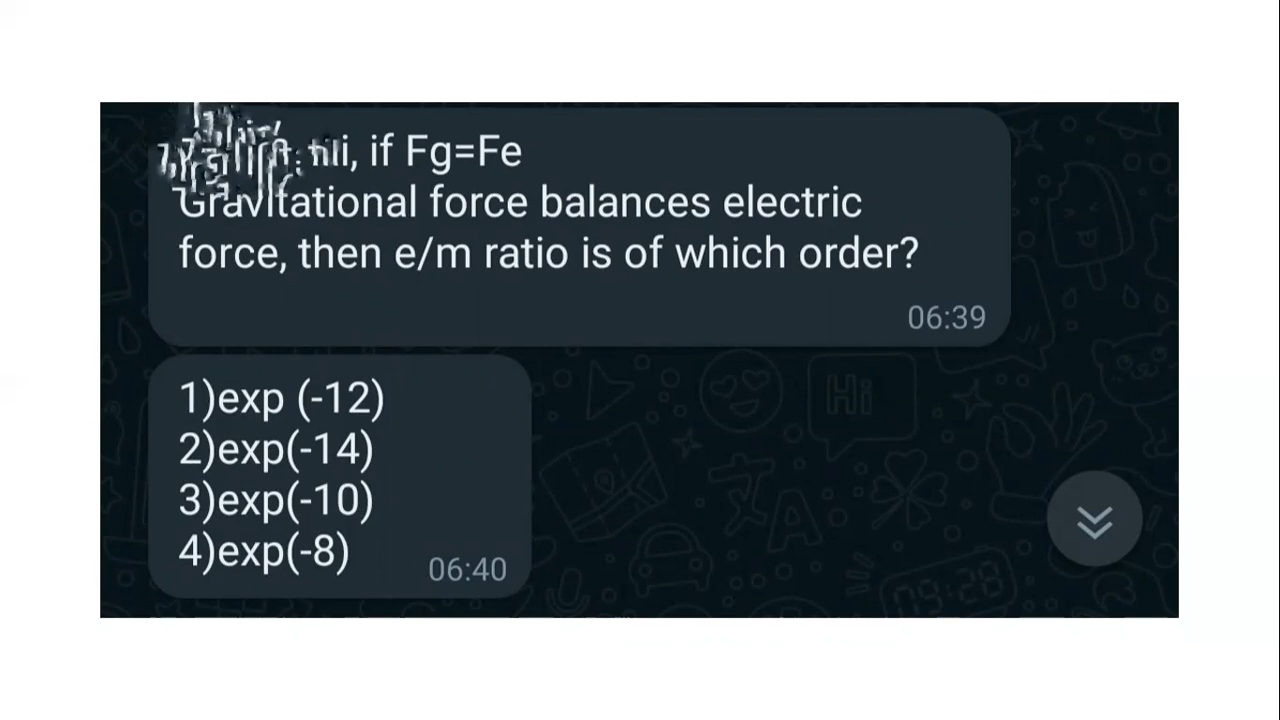 if Fg=Fe
Gravitational force balances electric
force, then e/m ratio is of which order?
06:39
1)exp (-12)
2)exp(-14)
3)exp(-10)
4)exp(-8)
06:40